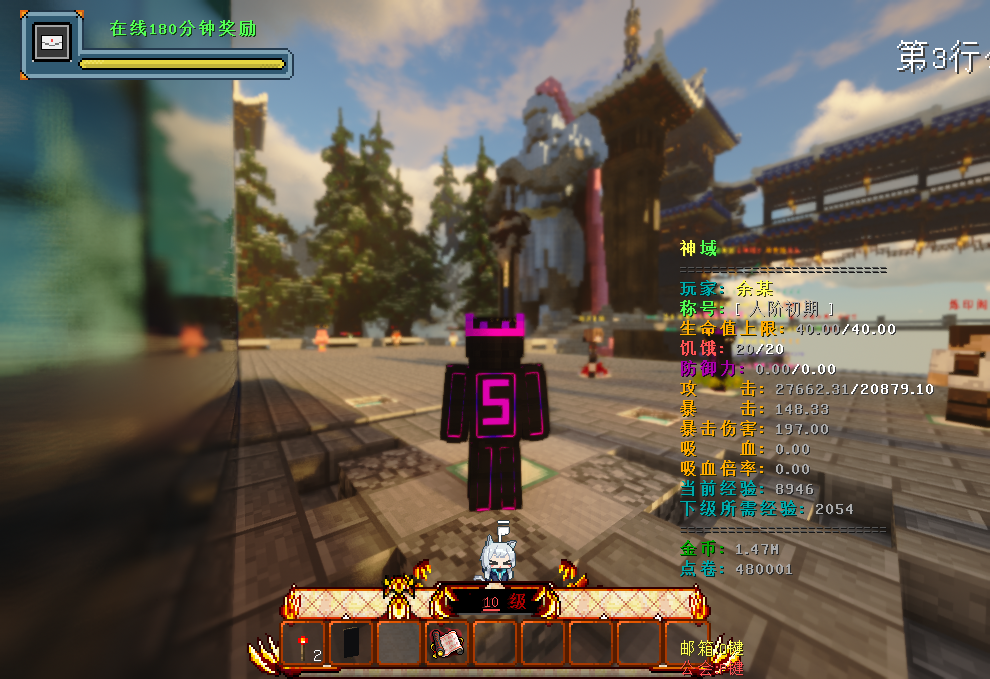 在线180分钟奖励
第3行
神域
=========================
玩家: 余某
称号: [ 人阶初期 ]
生命值上限: 40.00/40.00
饥饿: 20/20
防御力: 0.00/0.00
攻 击: 27662.31/20879.10
暴 击: 148.33
暴击伤害: 197.00
吸 血: 0.00
吸血倍率: 0.00
当前经验: 8946
下级所需经验: 2054
=========================
金币: 1.47M
点卷: 480001
5
10 级
2